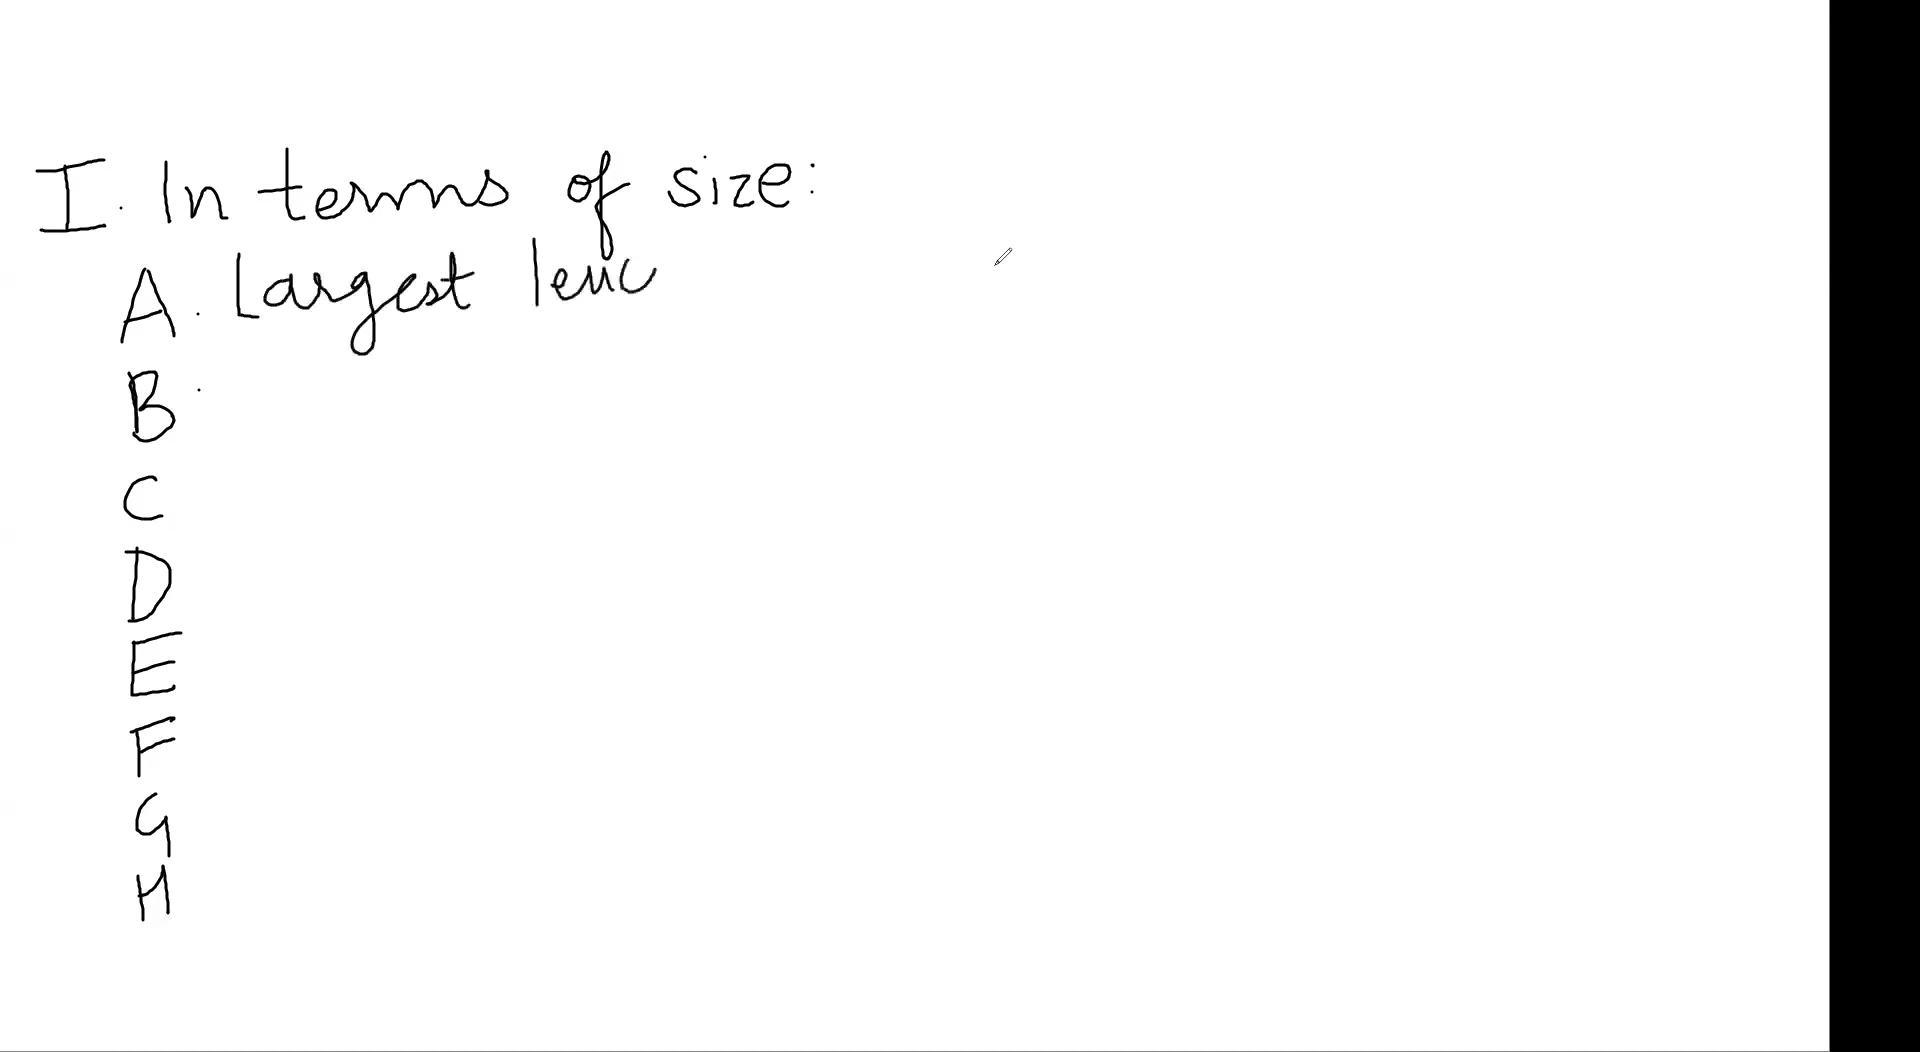 I. In terms of size:
A. Largest leuc
B.
C
D
E
F
G
H